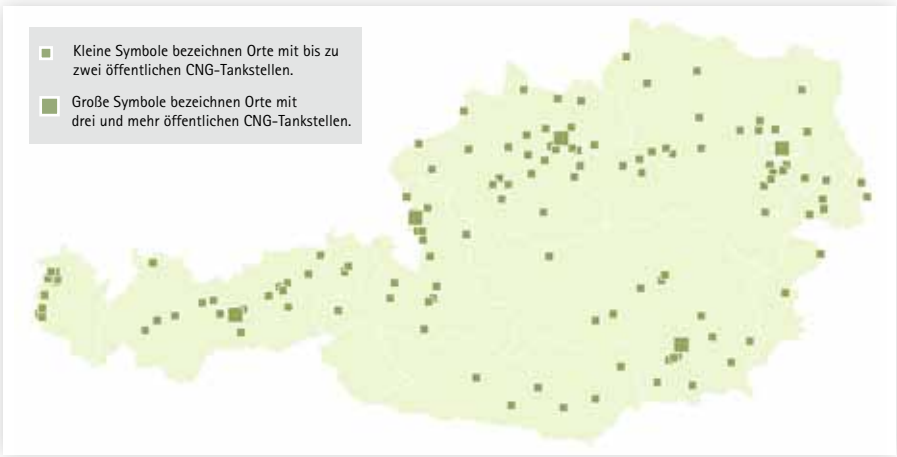 Kleine Symbole bezeichnen Orte mit bis zu
zwei öffentlichen CNG-Tankstellen.
Große Symbole bezeichnen Orte mit
drei und mehr öffentlichen CNG-Tankstellen.